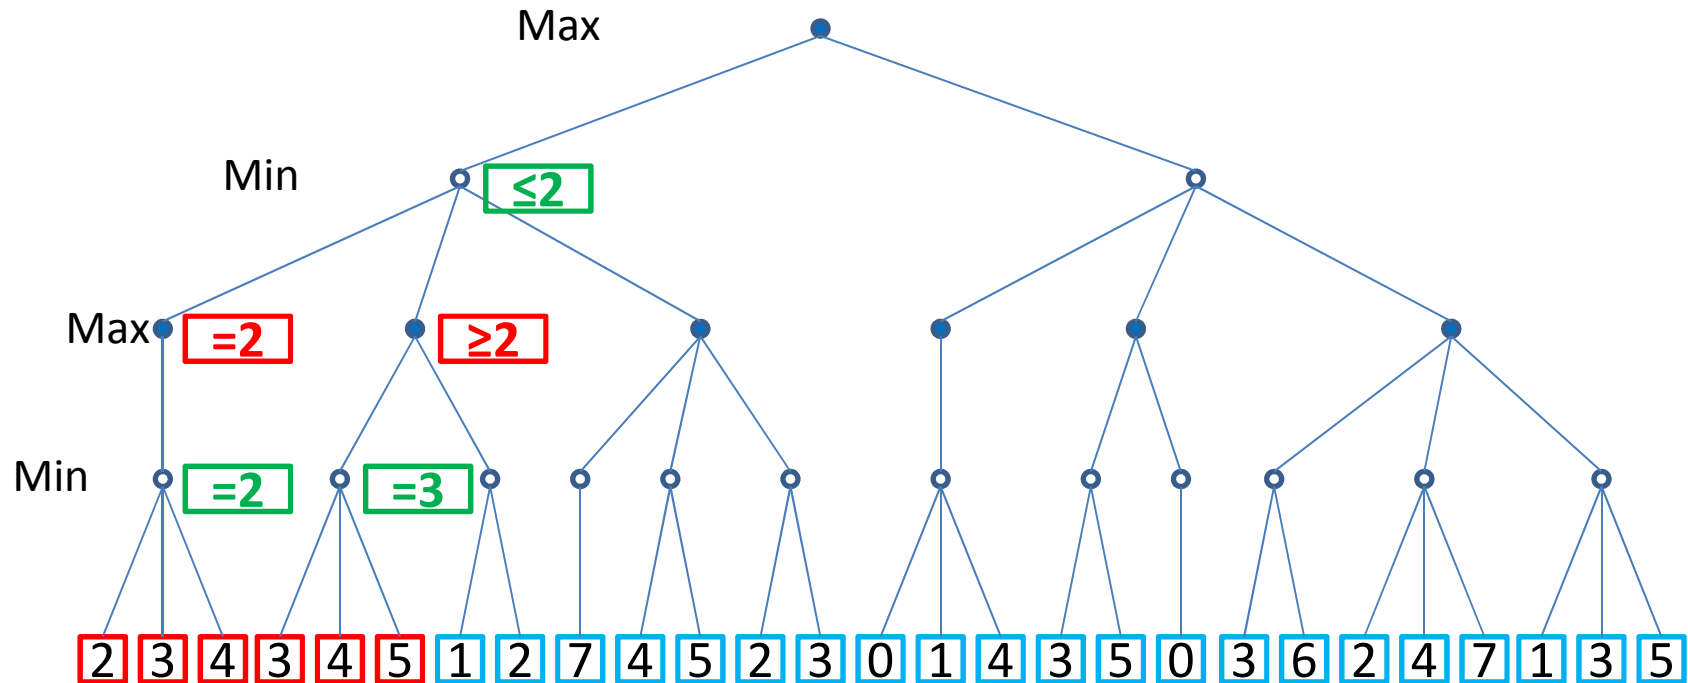 Max
Min ≤2
Max =2 ≥2
Min =2 =3
2 3 4 3 4 5 1 2 7 4 5 2 3 0 1 4 3 5 0 3 6 2 4 7 1 3 5